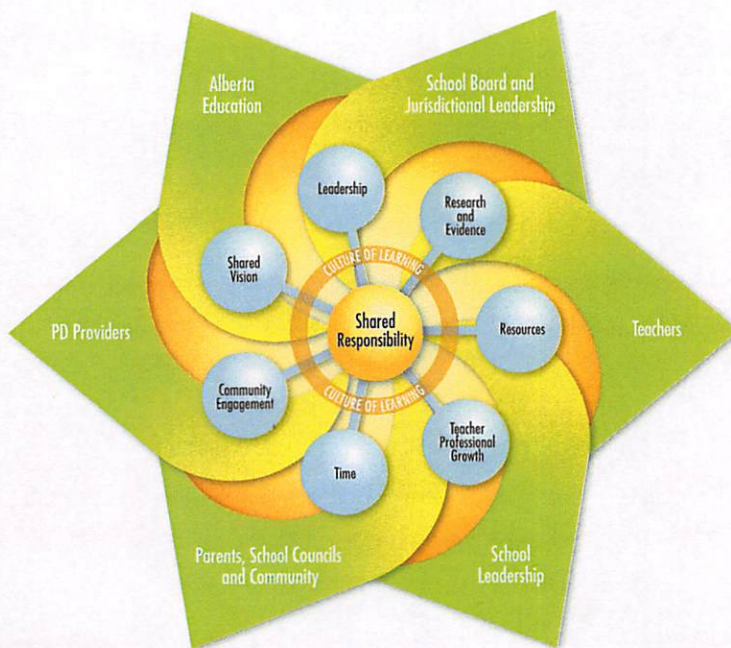 Alberta
Education
School Board and
Jurisdictional Leadership
Leadership
Research
and
Evidence
Shared
Vision
CULTURE OF LEARNING
Shared
Responsibility
Resources
Teachers
PD Providers
Community
Engagement
CULTURE OF LEARNING
Teacher
Professional
Growth
Time
Parents, School Councils
and Community
School
Leadership